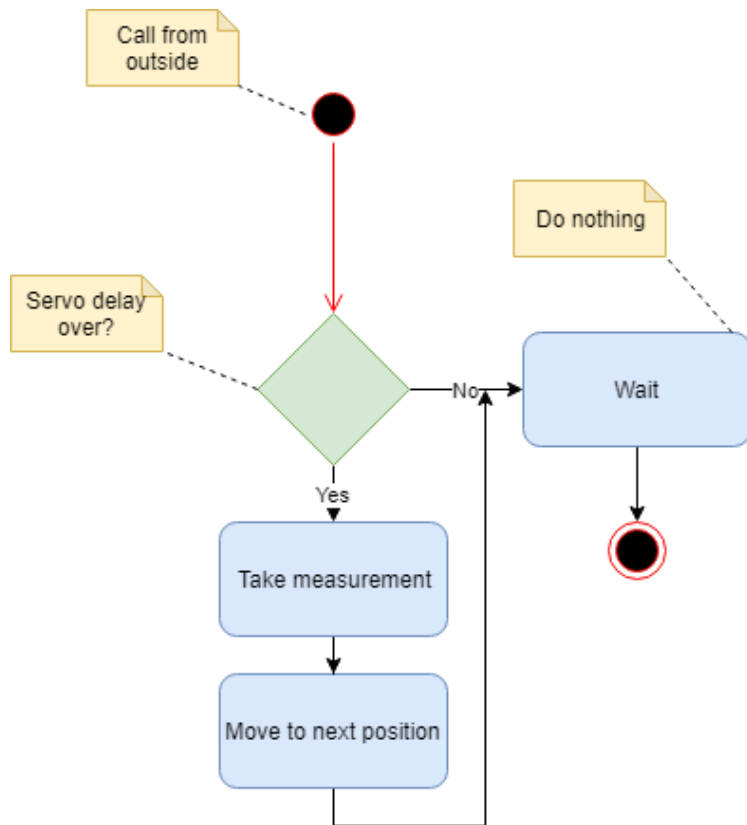 Call from
outside
Do nothing
Servo delay
over?
No
Wait
Yes
Take measurement
Move to next position